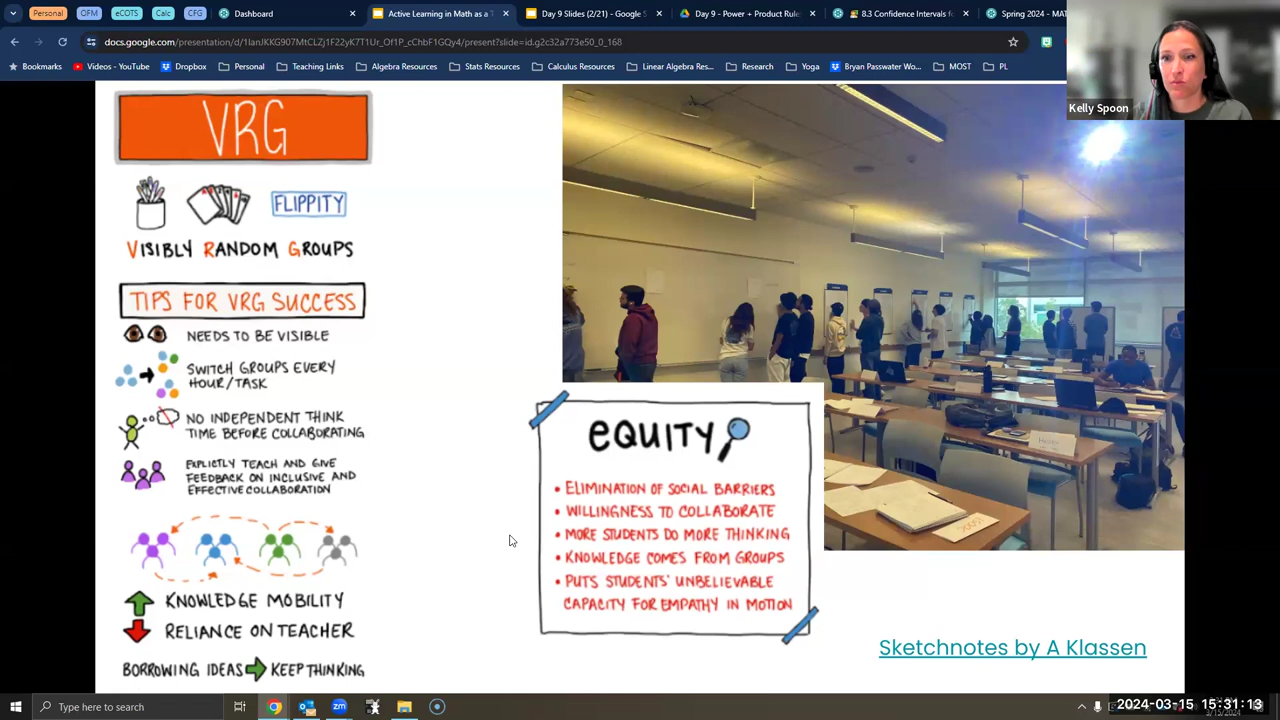 Personal
OFM
eCOTS
Calc
CFG
Dashboard
Active Learning in Math as a T
Day 9 Slides (2/21) - Google S
Day 9 - Power + Product Rule
8.3 Confidence Intervals fo
Spring 2024 - MAT
docs.google.com/presentation/d/
Bookmarks
Videos - YouTube
Dropbox
Personal
Teaching Links
Algebra Resources
Stats Resources
Calculus Resources
Linear Algebra Res...
Research
Yoga
Bryan Passwater Wo...
MOST
PL
Kelly Spoon
VRG
FLIPPITY
VISIBLY RANDOM GROUPS
TIPS FOR VRG SUCCESS
NEEDS TO BE VISIBLE
SWITCH GROUPS EVERY
HOUR/TASK
NO INDEPENDENT THINK
TIME BEFORE COLLABORATING
EXPLICTLY TEACH AND GIVE
FEEDBACK ON INCLUSIVE AND
EFFECTIVE COLLABORATION
KNOWLEDGE MOBILITY
RELIANCE ON TEACHER
BORROWING IDEAS KEEP THINKING
EQUITY
• ELIMINATION OF SOCIAL BARRIERS
• WILLINGNESS TO COLLABORATE
• MORE STUDENTS DO MORE THINKING
• KNOWLEDGE COMES FROM GROUPS
• PUTS STUDENTS' UNBELIEVABLE
CAPACITY FOR EMPATHY IN MOTION
Sketchnotes by A Klassen
Type here to search
2024-03-15 15:31:13